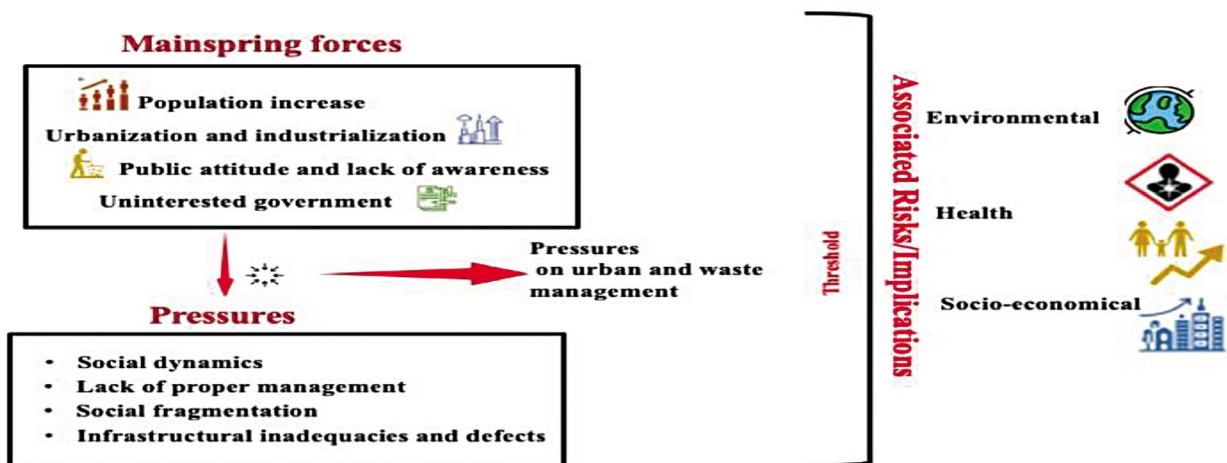 Mainspring forces
Population increase
Urbanization and industrialization
Public attitude and lack of awareness
Uninterested government
Pressures
on urban and waste
management
Pressures
• Social dynamics
• Lack of proper management
• Social fragmentation
• Infrastructural inadequacies and defects
Threshold
Associated Risks/Implications
Environmental
Health
Socio-economical